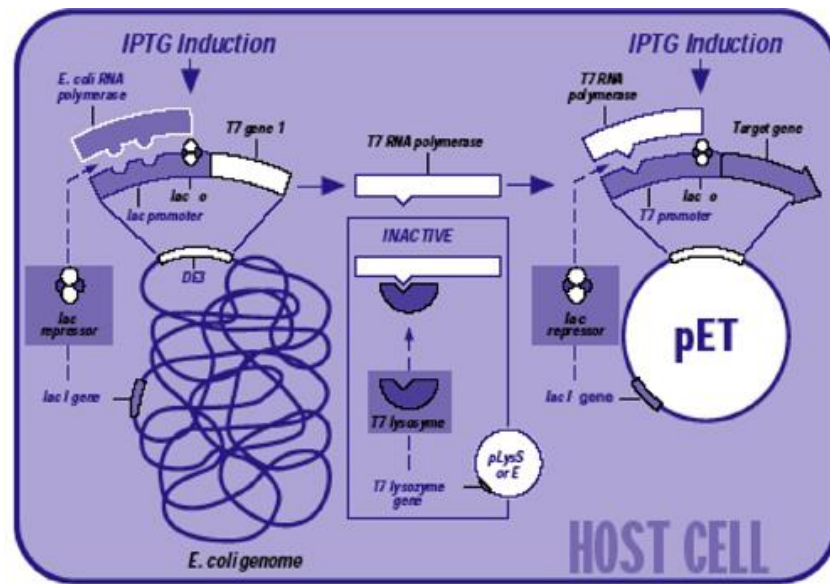 IPTG Induction
E. coli RNA
polymerase
T7 gene 1
lac o
lac promoter
DE3
lac
repressor
lac I gene
E. coli genome
T7 RNA polymerase
INACTIVE
T7 lysosyme
T7 lysozyme
gene
pLysS
or E
IPTG Induction
T7 RNA
polymerase
Target gene
lac o
T7 promoter
lac
repressor
lac I gene
pET
HOST CELL